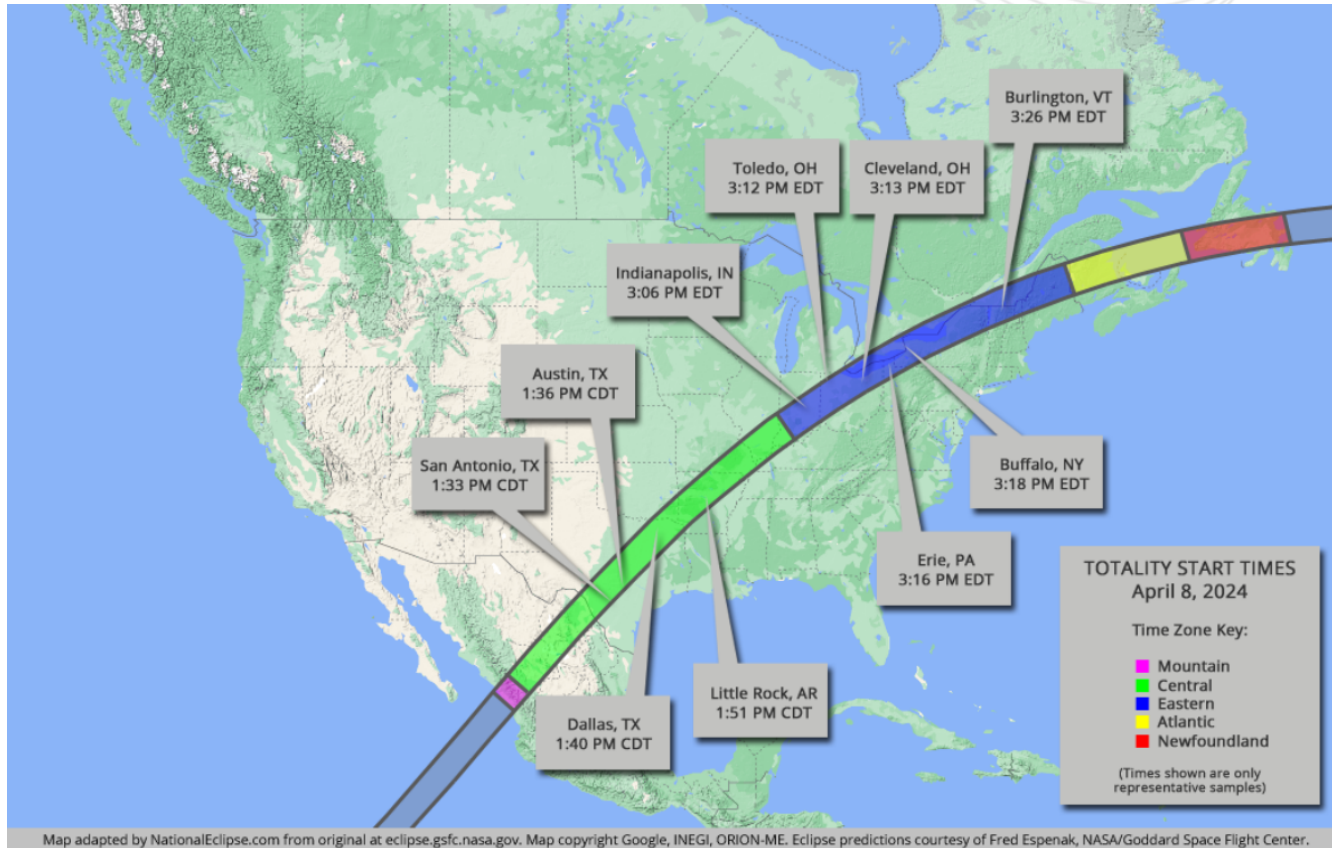 Burlington, VT
3:26 PM EDT
Toledo, OH
3:12 PM EDT
Cleveland, OH
3:13 PM EDT
Indianapolis, IN
3:06 PM EDT
Austin, TX
1:36 PM CDT
San Antonio, TX
1:33 PM CDT
Buffalo, NY
3:18 PM EDT
Erie, PA
3:16 PM EDT
Little Rock, AR
1:51 PM CDT
Dallas, TX
1:40 PM CDT
TOTALITY START TIMES
April 8, 2024
Time Zone Key:
Mountain
Central
Eastern
Atlantic
Newfoundland
(Times shown are only
representative samples)
Map adapted by NationalEclipse.com from original at eclipse.gsfc.nasa.gov. Map copyright Google, INEGI, ORION-ME. Eclipse predictions courtesy of Fred Espenak, NASA/Goddard Space Flight Center.